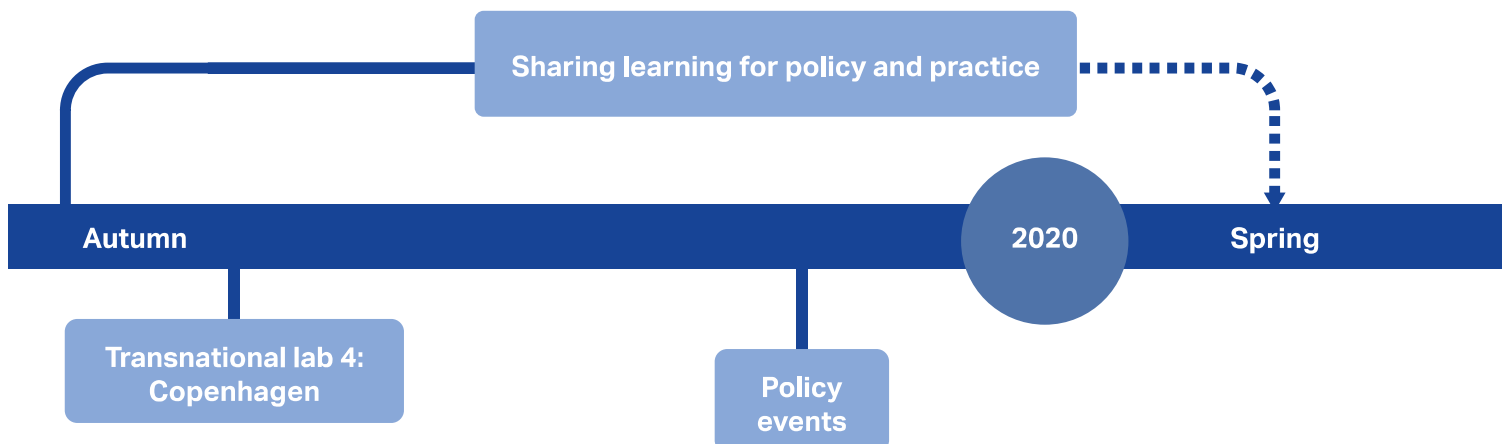 Sharing learning for policy and practice
Autumn
2020
Spring
Transnational lab 4:
Copenhagen
Policy
events